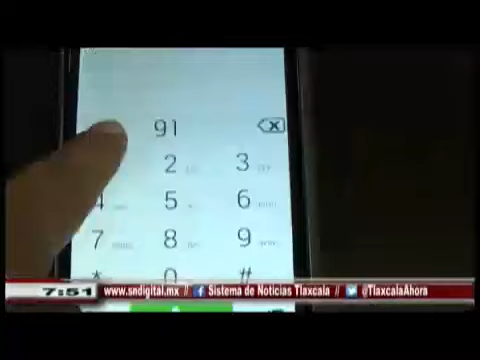 91
2 3
4 5 6
7 8 9
* 0 #
7:51 www.sndigital.mx // Sistema de Noticias Tlaxcala // @TlaxcalaAhora